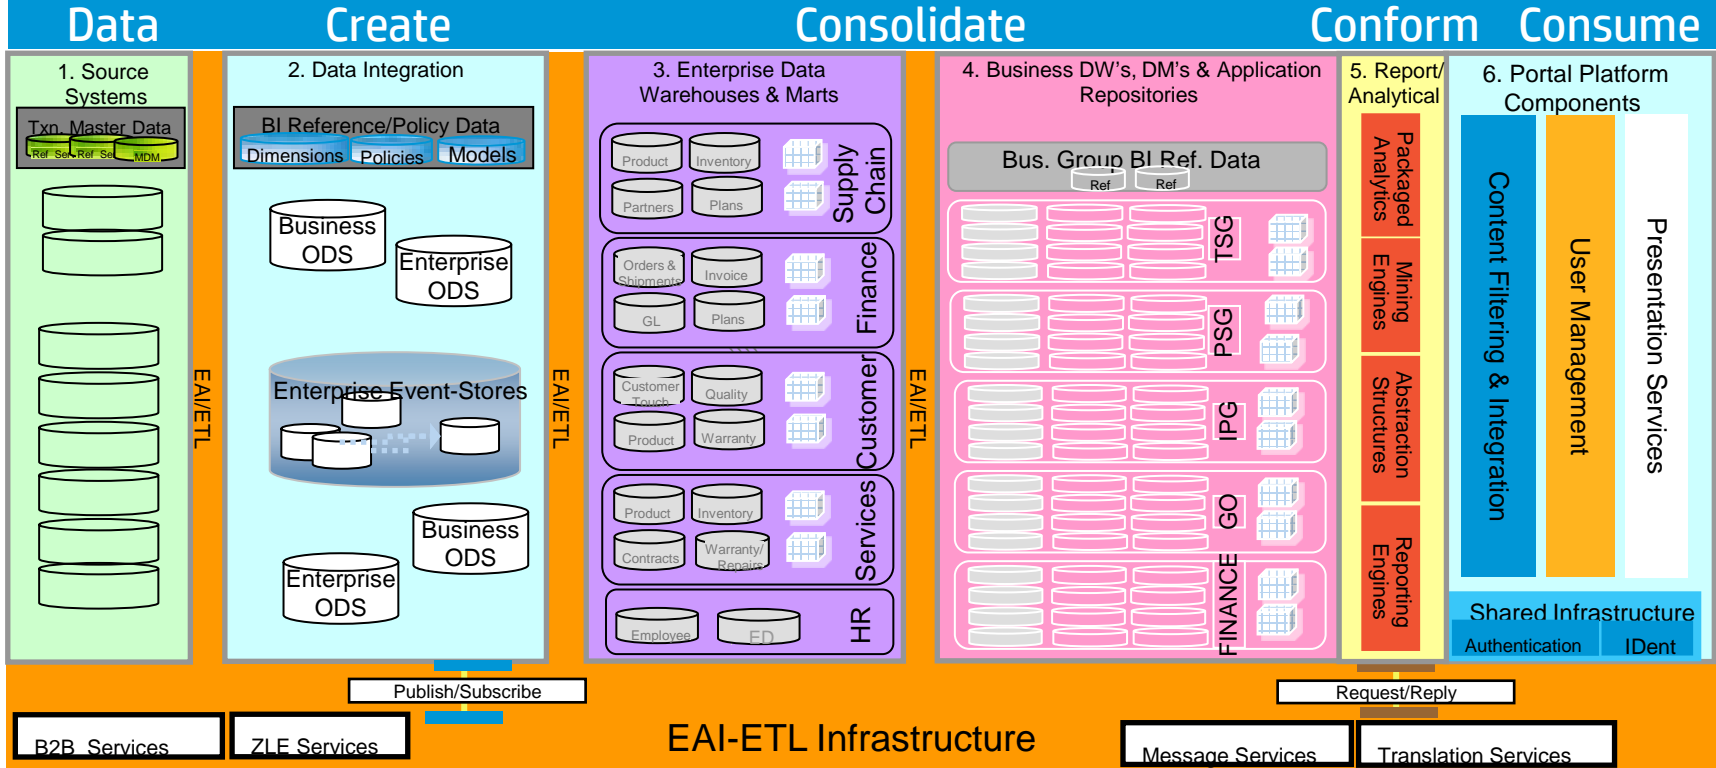 Data Create Consolidate Conform Consume
1. Source
Systems
Txn. Master Data
Ref Ser Ref Se MDM
2. Data Integration
BI Reference/Policy Data
Dimensions Policies Models
Business
ODS
Enterprise
ODS
Enterprise Event-Stores
Business
ODS
Enterprise
ODS
EAI/ETL
EAI/ETL
EAI/ETL
3. Enterprise Data
Warehouses & Marts
Product Inventory
Partners Plans
Supply
Chain
Orders &
Shipments
Invoice
GL Plans
Finance
Customer
Touch
Quality
Product Warranty
Customer
Product Inventory
Contracts
Warranty/
Repairs
Services
Employee ED
HR
4. Business DW's, DM's & Application
Repositories
Bus. Group BI Ref. Data
Ref Ref
TSG
PSG
IPG
GO
FINANCE
5. Report/
Analytical
Packaged
Analytics
Mining
Engines
Abstraction
Structures
Reporting
Engines
6. Portal Platform
Components
Content Filtering & Integration
User Management
Presentation Services
Shared Infrastructure
Authentication IDent
Publish/Subscribe
Request/Reply
B2B Services
ZLE Services
EAI-ETL Infrastructure
Message Services
Translation Services